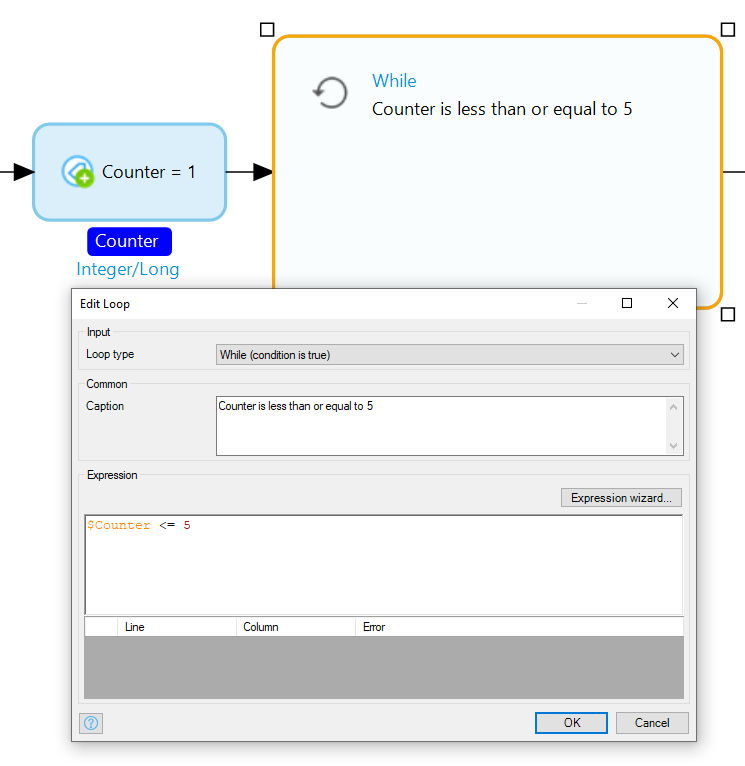 While
Counter is less than or equal to 5
Counter = 1
Counter
Integer/Long
Edit Loop
Input
Loop type
While (condition is true)
Common
Caption
Counter is less than or equal to 5
Expression
Expression wizard...
$Counter <= 5
Line Column Error
? OK Cancel